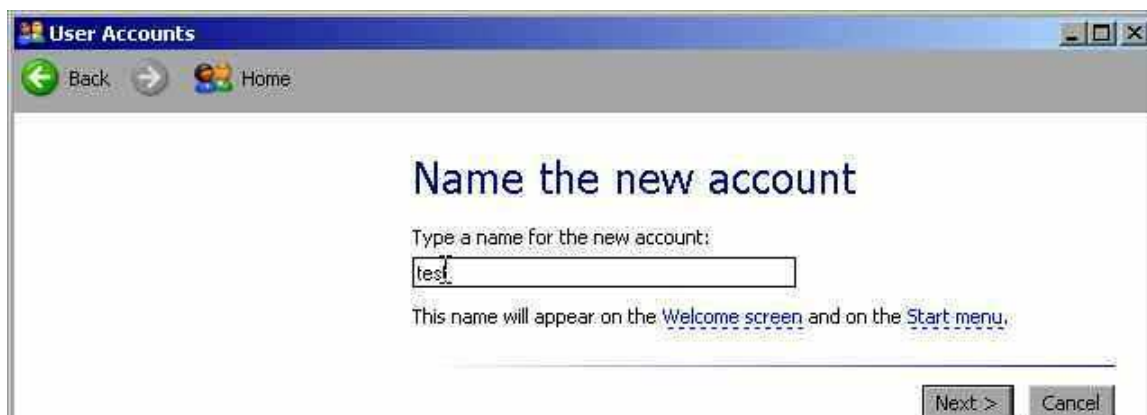 User Accounts
Back Home
Name the new account
Type a name for the new account:
test
This name will appear on the Welcome screen and on the Start menu.
Next > Cancel